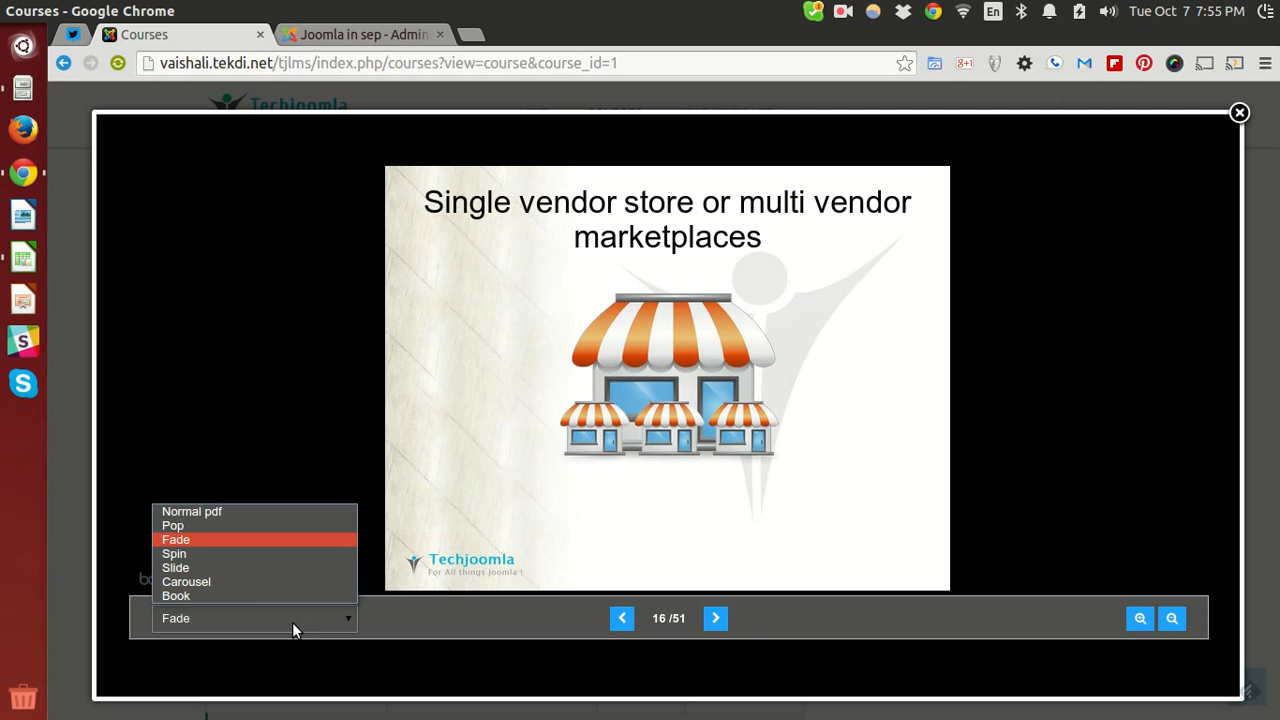 Courses - Google Chrome
En
Tue Oct 7 7:55 PM
Courses
Joomla in sep - Admin
vaishali.tekdi.net/tjlms/index.php/courses?view=course&course_id=1
Techjoomla
Single vendor store or multi vendor
marketplaces
Techjoomla
For All things Joomla !
Normal pdf
Pop
Fade
Spin
Slide
Carousel
Book
Fade
16 /51